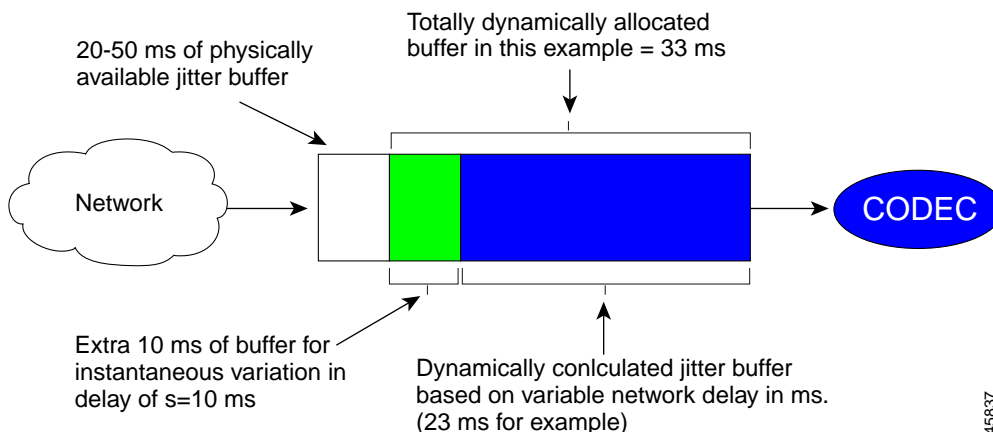 20-50 ms of physically
available jitter buffer
Totally dynamically allocated
buffer in this example = 33 ms
Network
CODEC
Extra 10 ms of buffer for
instantaneous variation in
delay of s=10 ms
Dynamically conlculated jitter buffer
based on variable network delay in ms.
(23 ms for example)
45837